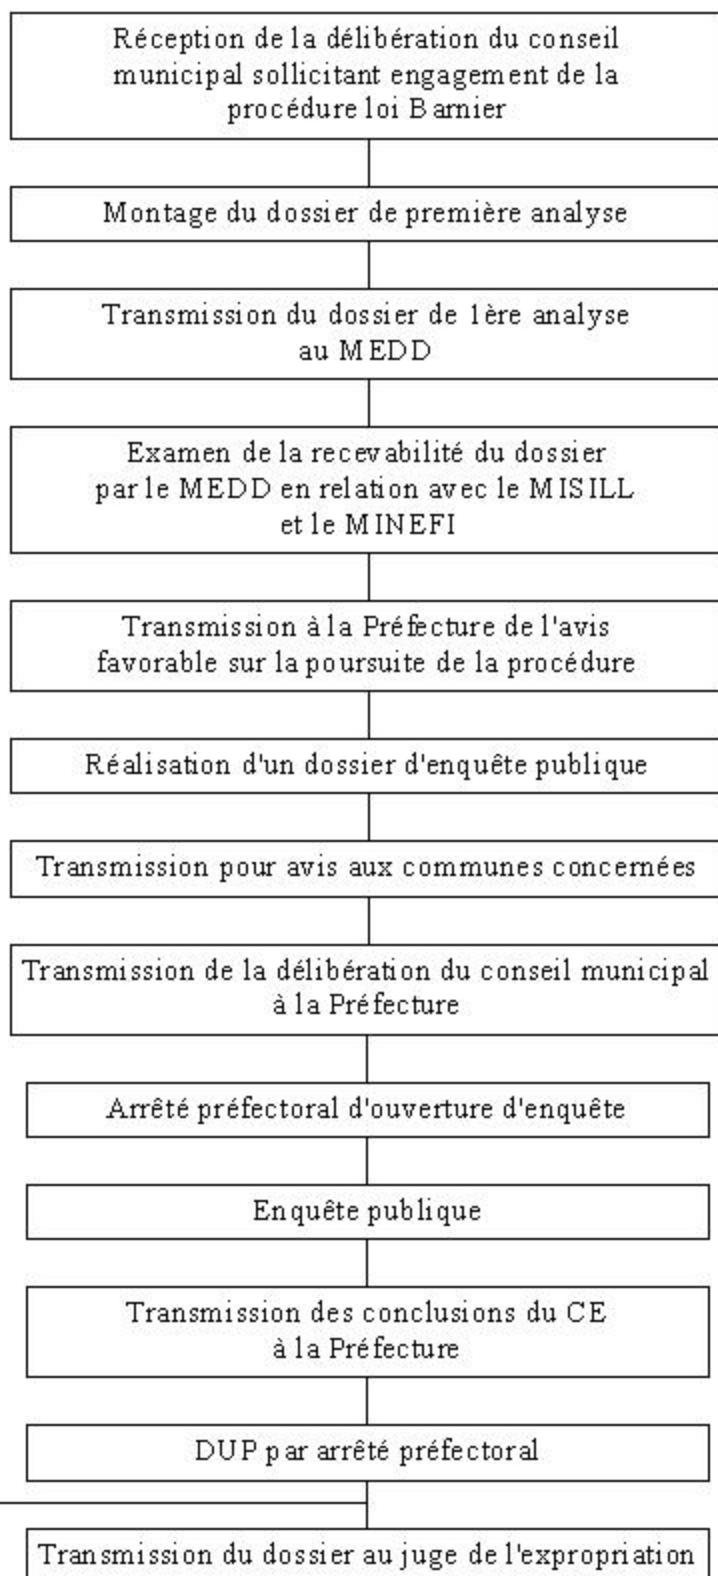 Réception de la délibération du conseil
municipal sollicitant engagement de la
procédure loi Barnier
Montage du dossier de première analyse
Transmission du dossier de 1ère analyse
au MEDD
Examen de la recevabilité du dossier
par le MEDD en relation avec le MISILL
et le MINEFI
Transmission à la Préfecture de l'avis
favorable sur la poursuite de la procédure
Réalisation d'un dossier d'enquête publique
Transmission pour avis aux communes concernées
Transmission de la délibération du conseil municipal
à la Préfecture
Arrêté préfectoral d'ouverture d'enquête
Enquête publique
Transmission des conclusions du CE
à la Préfecture
DUP par arrêté préfectoral
Transmission du dossier au juge de l'expropriation